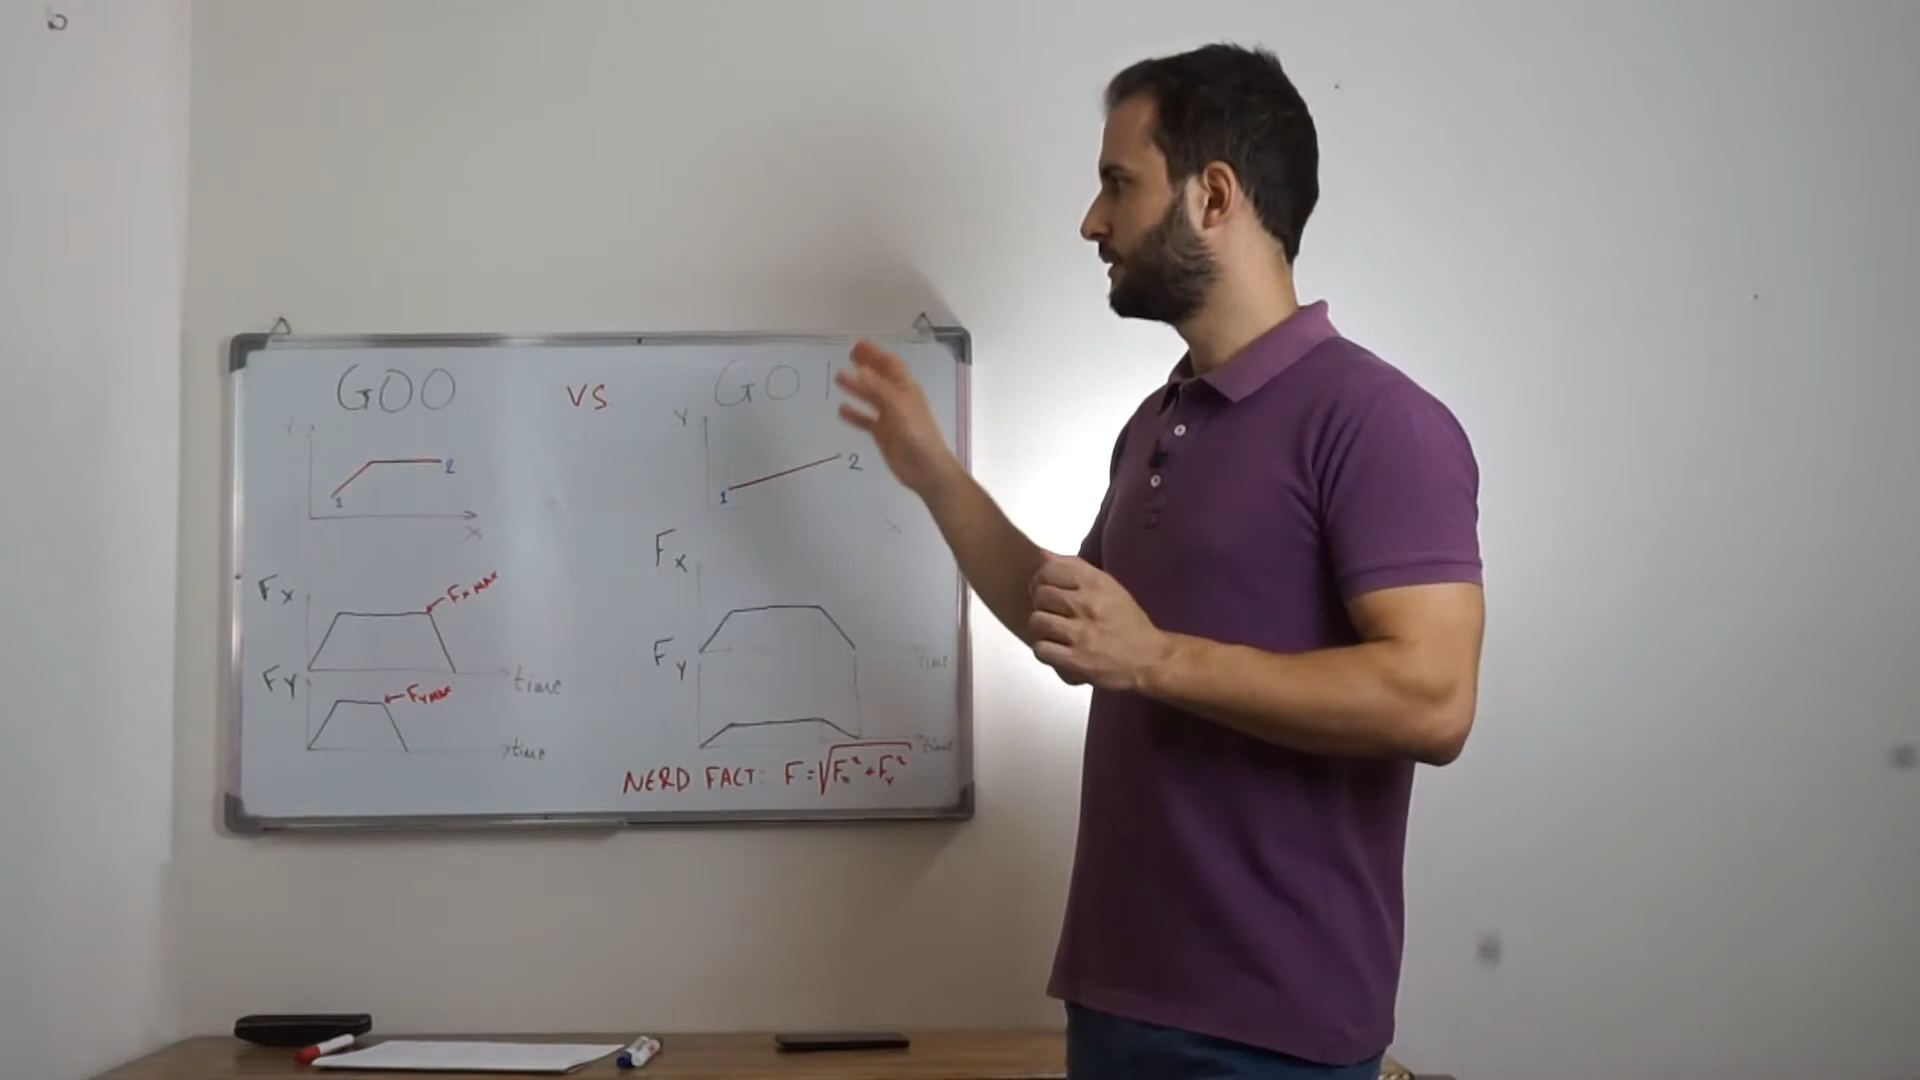 G00 vs. G01
Y
2
1
X
Fx
Fx MAX
time
Fy
Fy MAX
time
Y
2
1
X
Fx
time
Fy
time
NERD FACT: F=√Fx²+Fy²